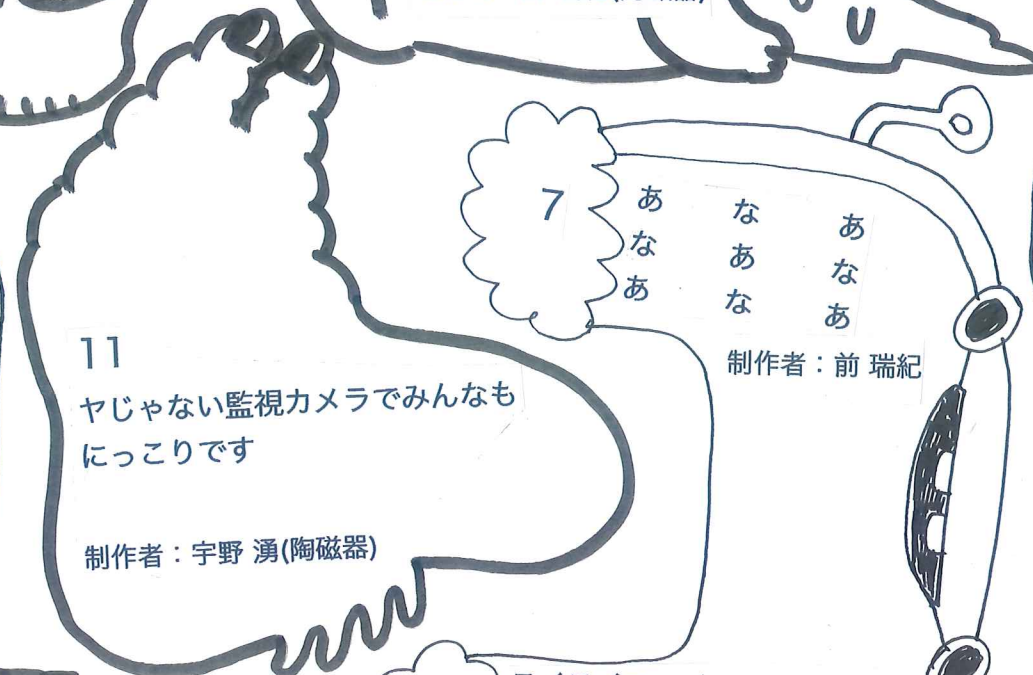 7
あ な あ
な あ な
あ な あ
制作者：前 瑞紀
11
ヤじゃない監視カメラでみんなも
にっこりです
制作者：宇野 湧(陶磁器)